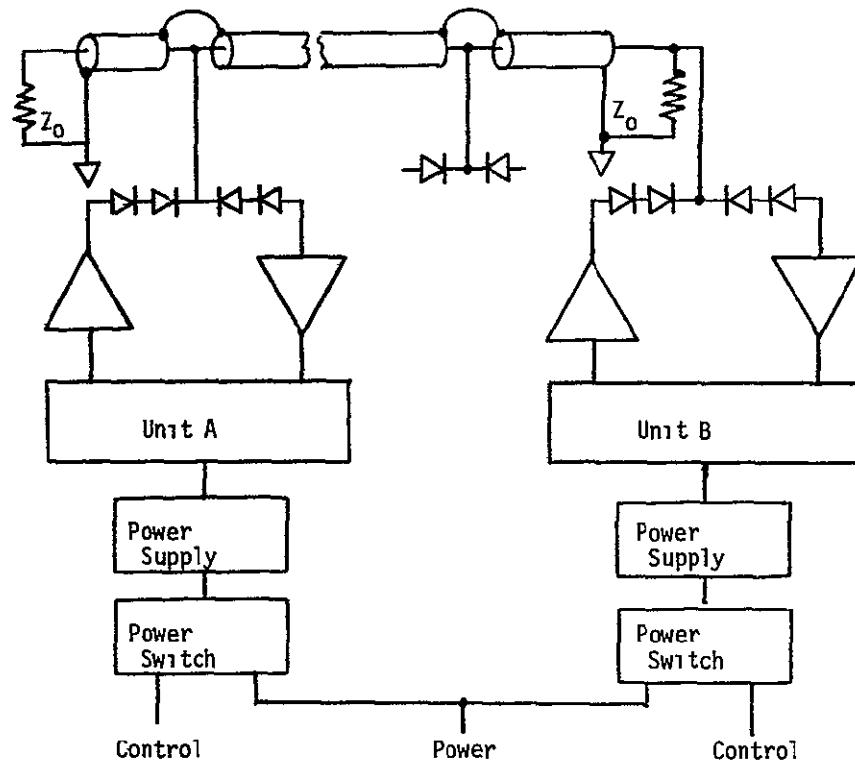 Z0
Z0
Unit A
Unit B
Power
Supply
Power
Supply
Power
Switch
Power
Switch
Control
Power
Control